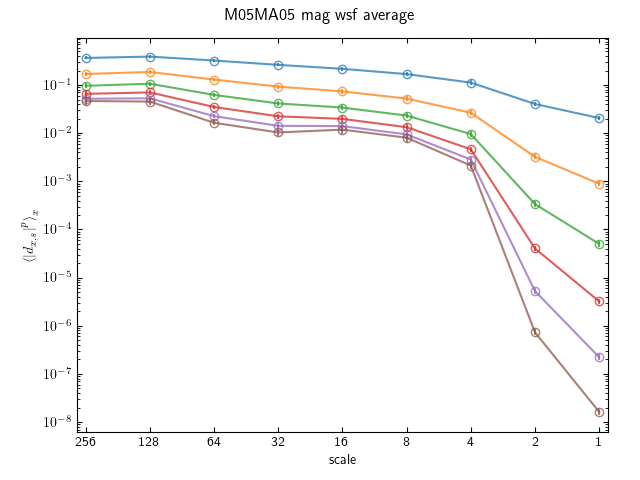 M05MA05 mag wsf average
⟨|d_{x,s}|^p⟩_x
10^{-1}
10^{-2}
10^{-3}
10^{-4}
10^{-5}
10^{-6}
10^{-7}
10^{-8}
256 128 64 32 16 8 4 2 1
scale